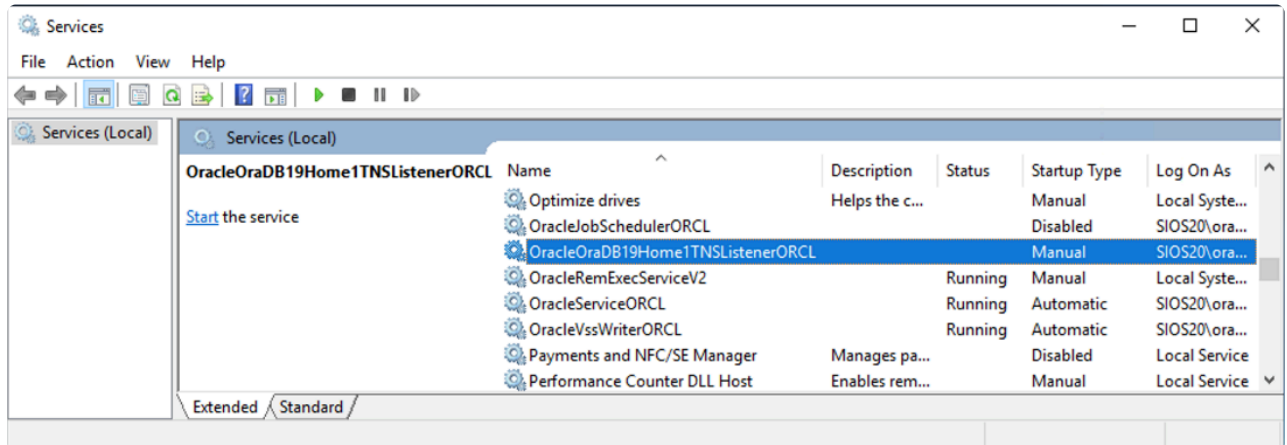 Services
File Action View Help
Services (Local)
Services (Local)
OracleOraDB19Home1TNSListenerORCL
Start the service
Name Description Status Startup Type Log On As
Optimize drives Helps the c... Manual Local Syste...
OracleJobSchedulerORCL Disabled SIOS20\ora...
OracleOraDB19Home1TNSListenerORCL Manual SIOS20\ora...
OracleRemExecServiceV2 Running Manual Local Syste...
OracleServiceORCL Running Automatic SIOS20\ora...
OracleVssWriterORCL Running Automatic SIOS20\ora...
Payments and NFC/SE Manager Manages pa... Disabled Local Service
Performance Counter DLL Host Enables rem... Manual Local Service
Extended Standard